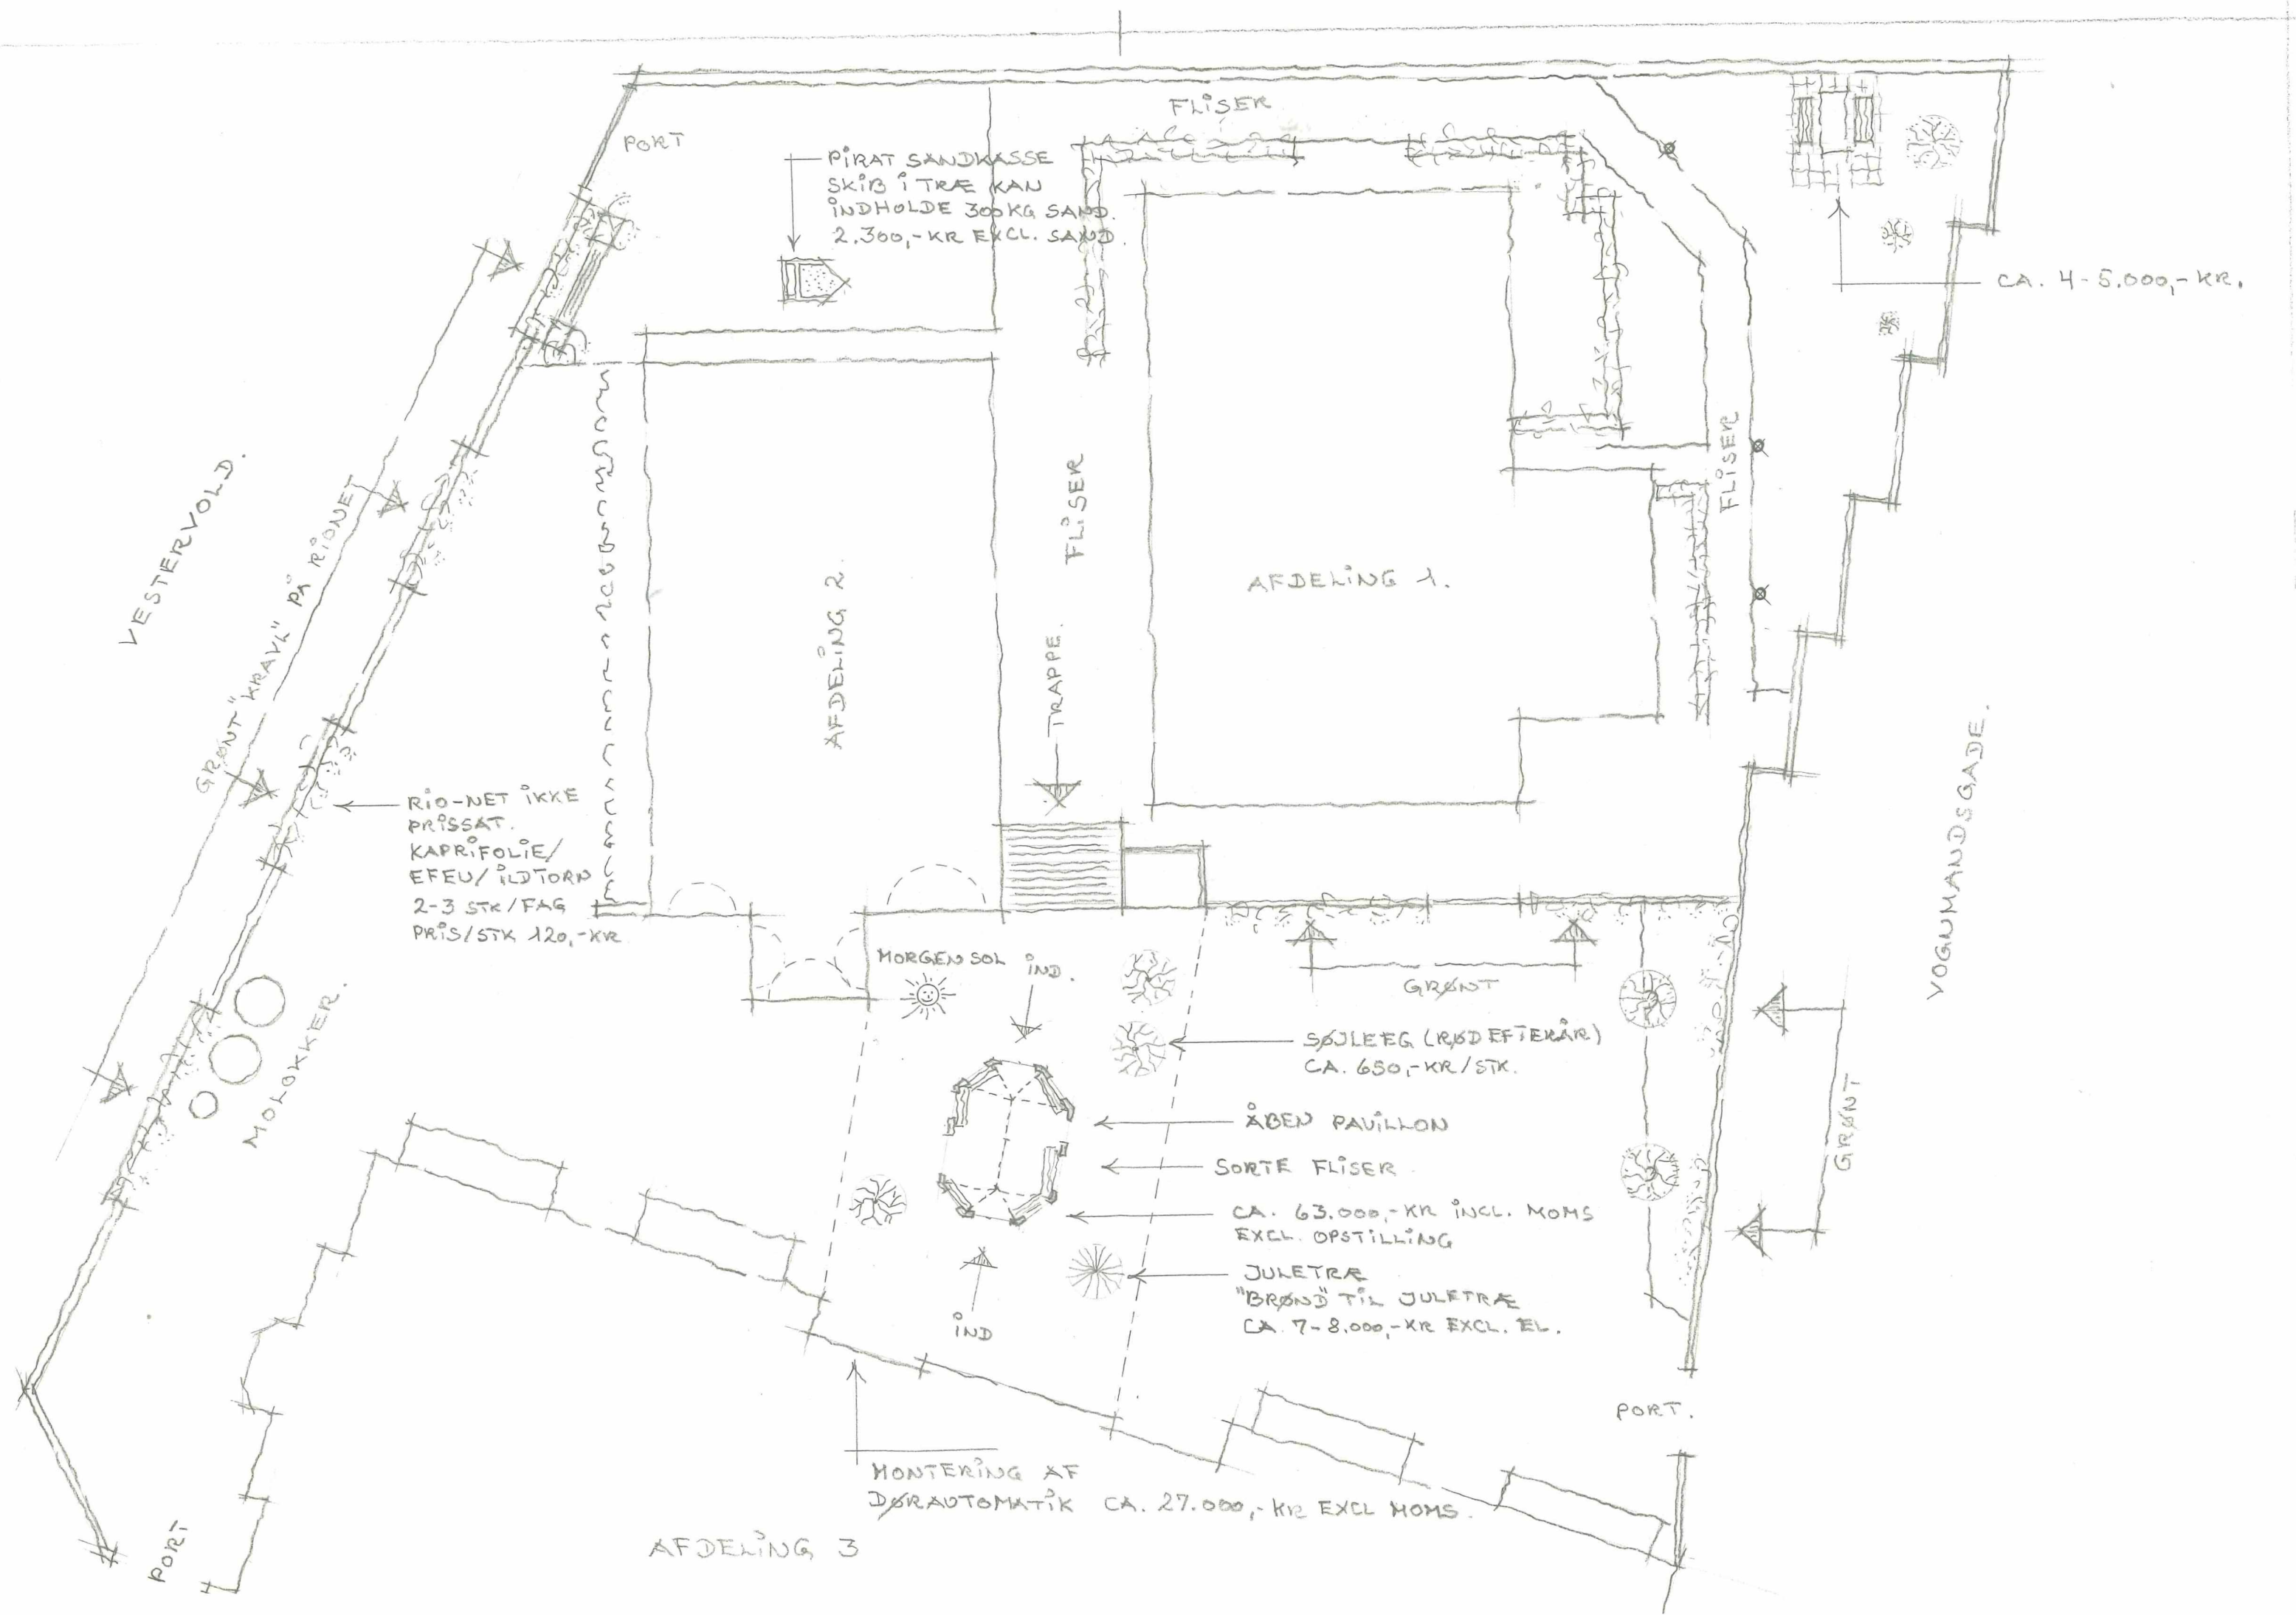 FLISER
PORT
PIRAT SANDKASSE
SKIB I TRÆ KAN
INDHOLDE 300KG SAND.
2.300,-KR EXCL. SAND.
CA. 4-5.000,-KR.
VESTERVOLD.
GRØNT "KRAVL" PÅ RIONET
FLISER
FLISER
AFDELING 1.
AFDELING 2.
TRAPPE.
VOGNMANDSGADE.
RIO-NET IKKE
PRISSAT.
KAPRIFOLIE/
EFEU/ILDTORN
2-3 STK/FAG
PRIS/STK 120,-KR
MORGENSOL
IND.
GRØNT
MOLOKKER.
SØJLEEG (RØD EFTERÅR)
CA. 650,-KR/STK.
ÅBEN PAVILLON
GRØNT
SORTE FLISER
CA. 63.000,-KR INCL. MOMS
EXCL. OPSTILLING
JULETRÆ
"BRØND" TIL JULETRÆ
CA. 7-8.000,-KR EXCL. EL.
IND
PORT.
MONTERING AF
DØRAUTOMATIK CA. 27.000,-KR EXCL MOMS.
AFDELING 3
PORT